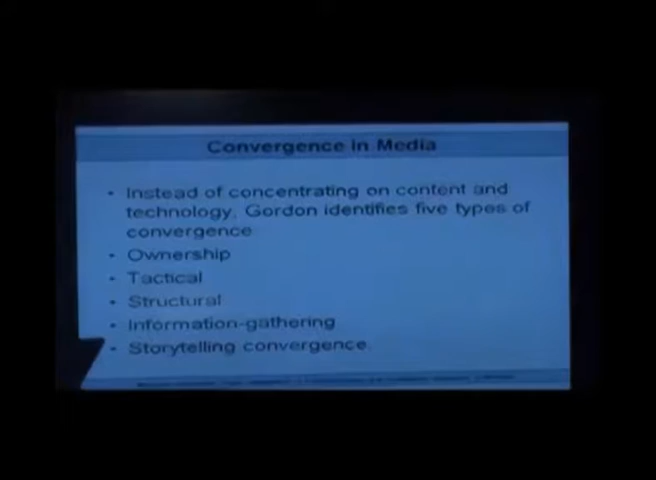 Convergence in Media
• Instead of concentrating on content and
technology, Gordon identifies five types of
convergence
• Ownership
• Tactical
• Structural
• Information-gathering
• Storytelling convergence